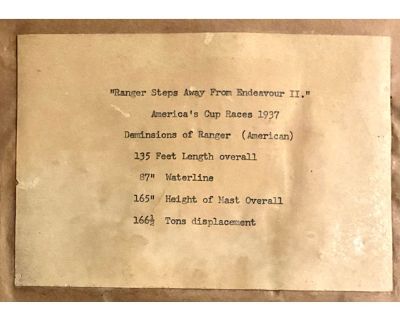 "Ranger Steps Away From Endeavour II."
America's Cup Races 1937
Deminsions of Ranger (American)
135 Feet Length overall
87" Waterline
165" Height of Mast Overall
166½ Tons displacement